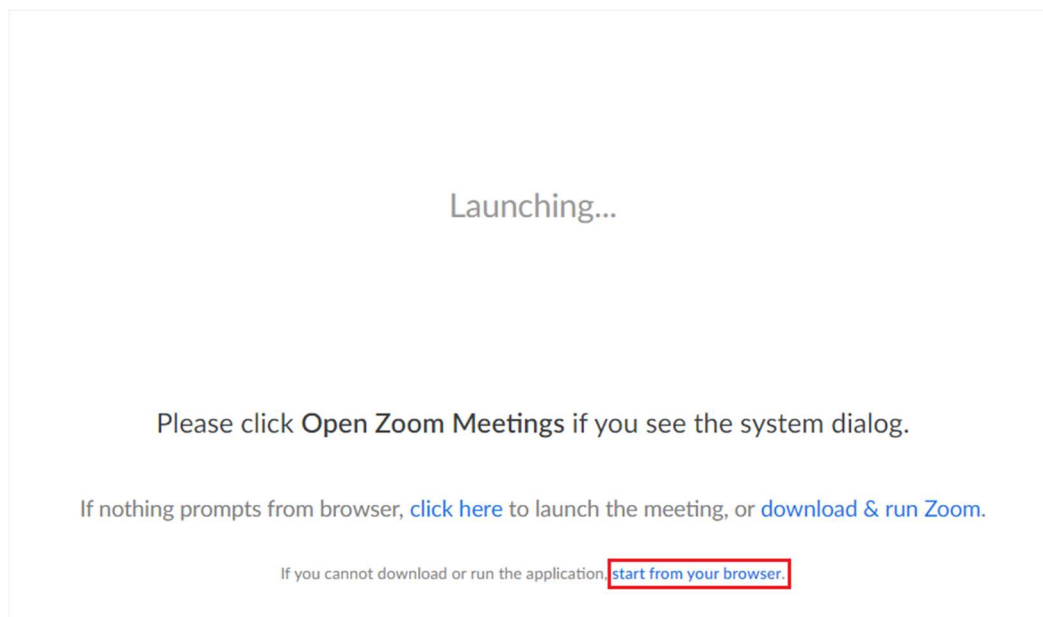 Launching...
Please click Open Zoom Meetings if you see the system dialog.
If nothing prompts from browser, click here to launch the meeting, or download & run Zoom.
If you cannot download or run the application, start from your browser.